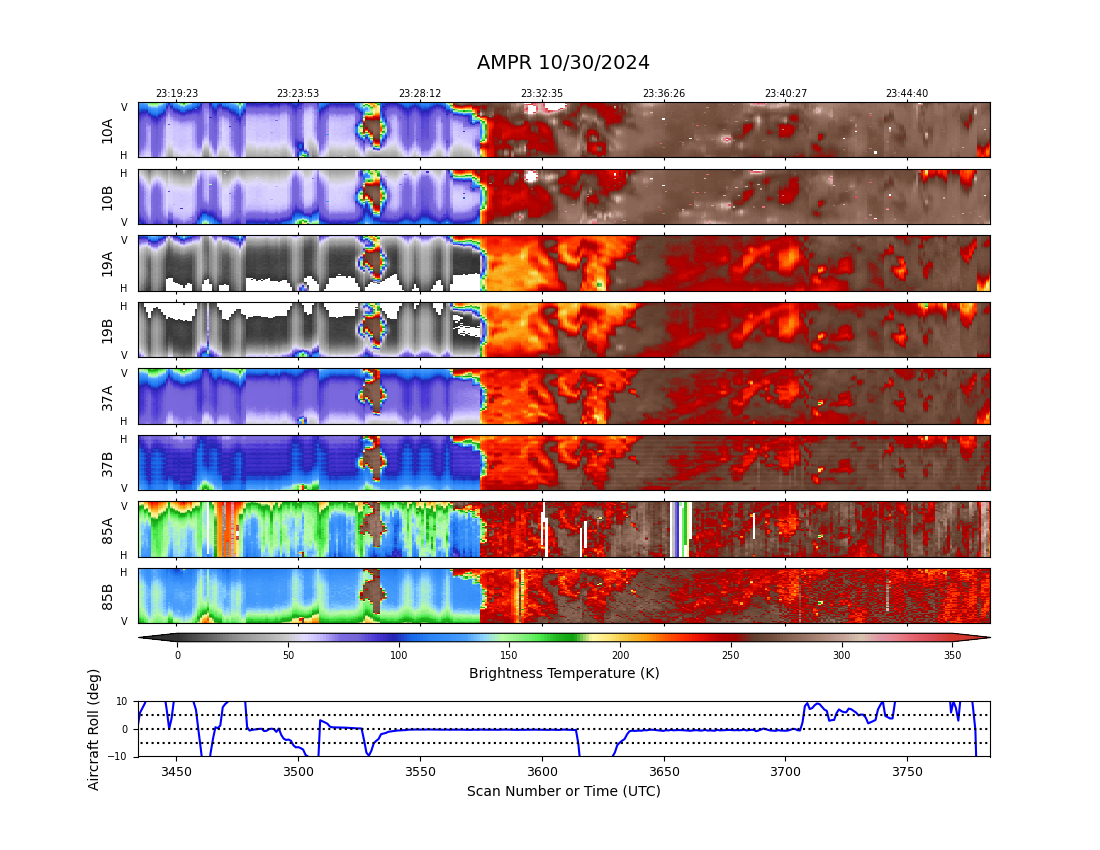 AMPR 10/30/2024
23:19:23 23:23:53 23:28:12 23:32:35 23:36:26 23:40:27 23:44:40
V
10A
H
H
10B
V
V
19A
H
H
19B
V
V
37A
H
H
37B
V
V
85A
H
H
85B
V
0 50 100 150 200 250 300 350
Brightness Temperature (K)
Aircraft Roll (deg)
10
0
−10
3450 3500 3550 3600 3650 3700 3750
Scan Number or Time (UTC)